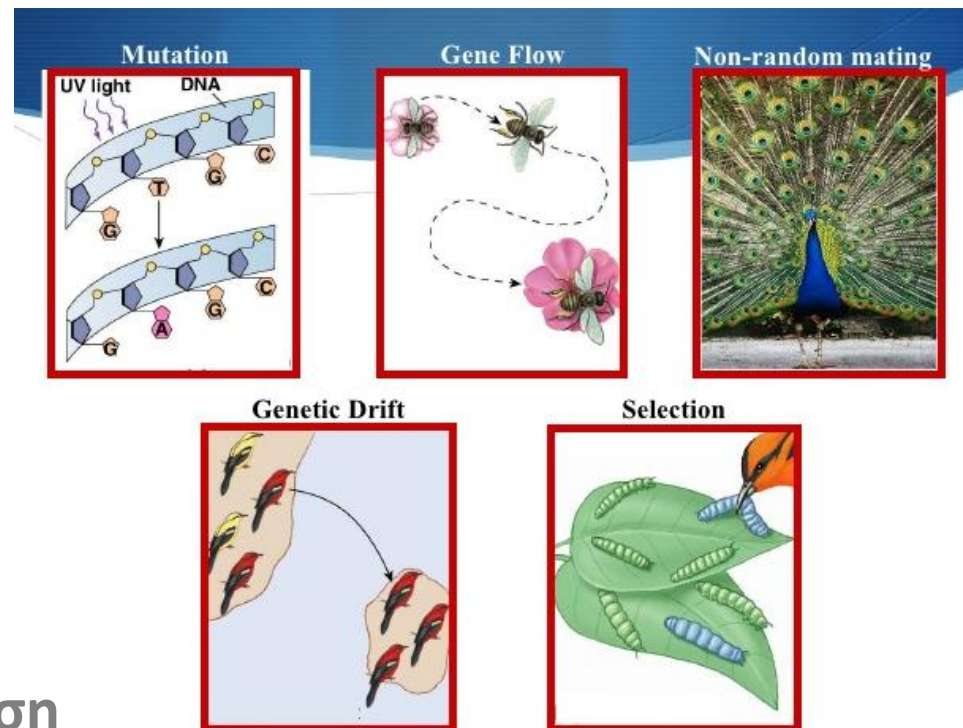 Mutation
Gene Flow
Non-random mating
UV light
DNA
C
G
T
G
C
G
A
G
Genetic Drift
Selection